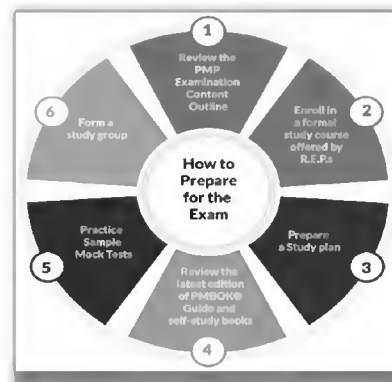 How to
Prepare
for the
Exam
1
Review the
PMP
Examination
Content
Outline
2
Enroll in
a formal
study course
offered by
R.E.P.s
3
Prepare
a Study plan
4
Review the
latest edition
of PMBOK®
Guide and
self-study books
5
Practice
Sample
Mock Tests
6
Form a
study group